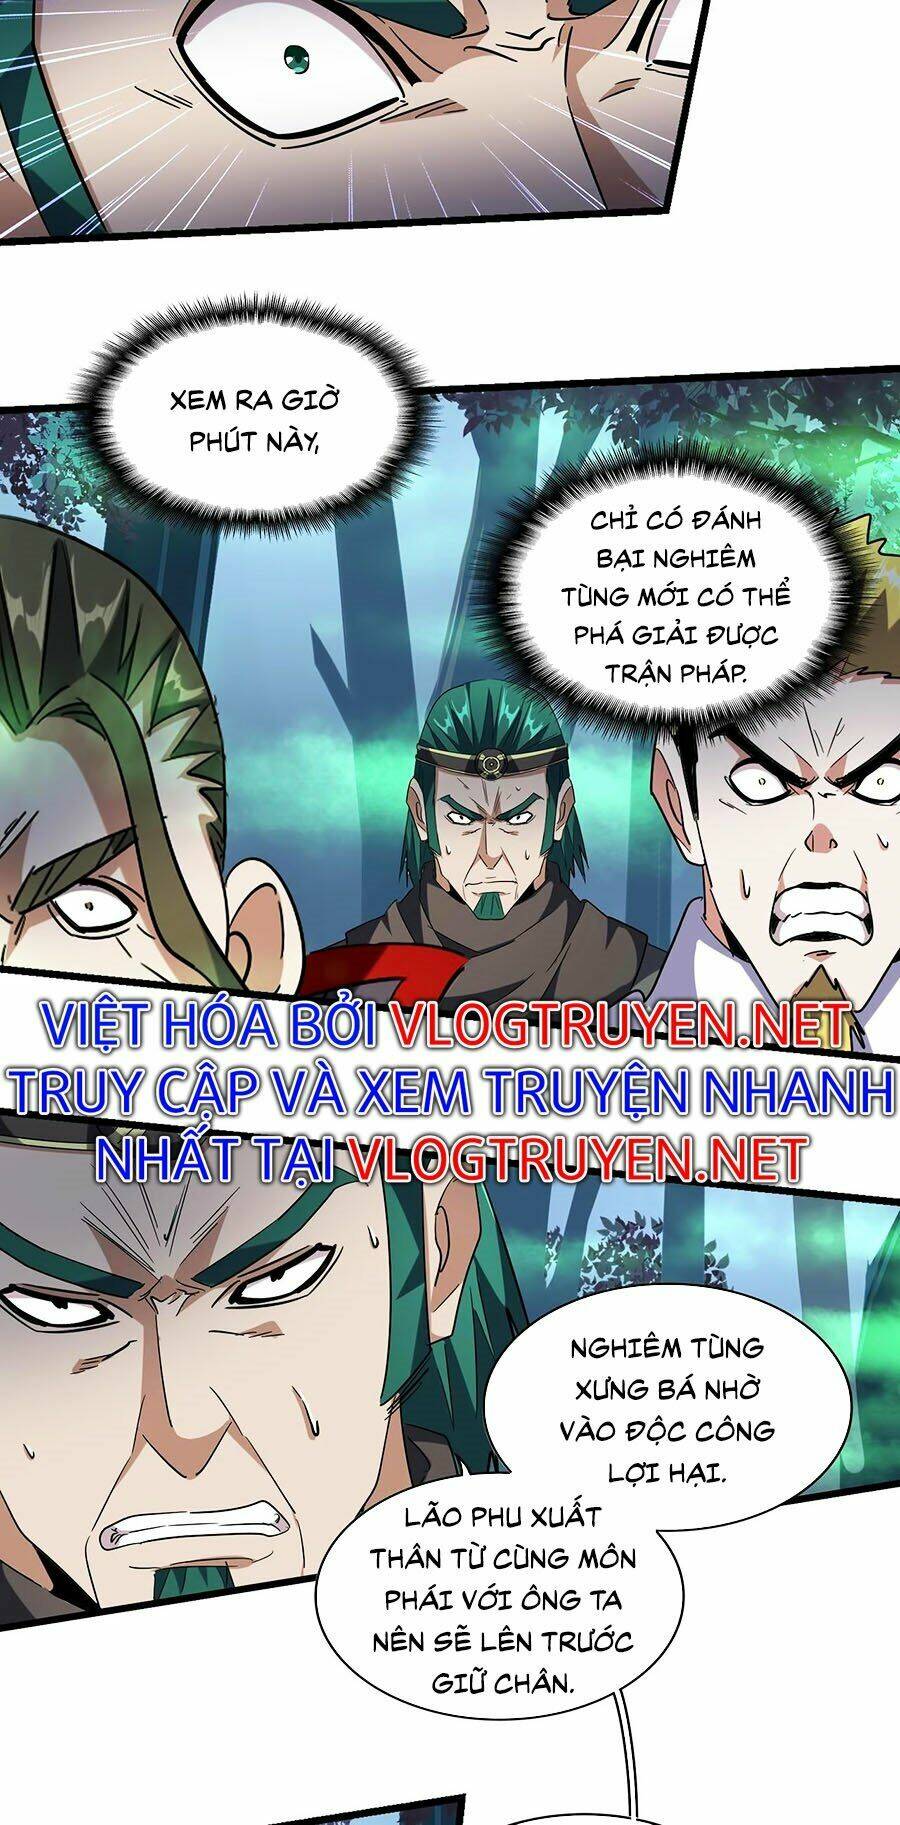 XEM RA GIỜ
PHÚT NÀY,
CHỈ CÓ ĐÁNH
BẠI NGHIÊM
TÙNG MỚI CÓ THỂ
PHÁ GIẢI ĐƯỢC
TRẬN PHÁP.
VIỆT HÓA BỞI VLOGTRUYEN.NET
TRUY CẬP VÀ XEM TRUYỆN NHANH
NHẤT TẠI VLOGTRUYEN.NET
NGHIÊM TÙNG
XƯNG BÁ NHỜ
VÀO ĐỘC CÔNG
LỢI HẠI.
LÃO PHU XUẤT
THÂN TỪ CÙNG MÔN
PHÁI VỚI ÔNG TA
NÊN SẼ LÊN TRƯỚC
GIỮ CHÂN.